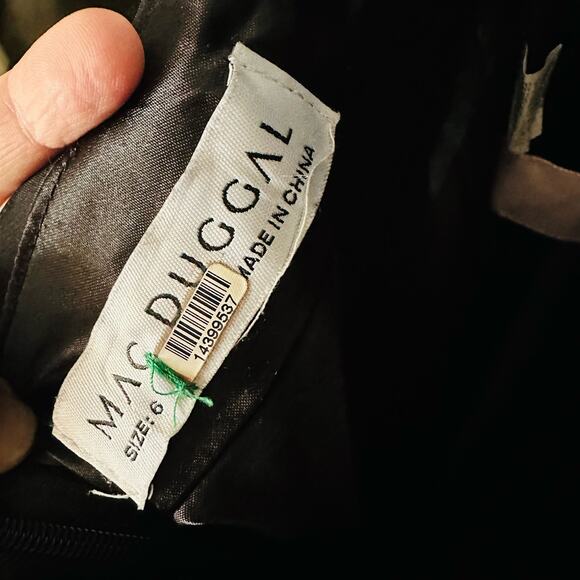 MAC DUGGAL
MADE IN CHINA
SIZE: 6
14399537